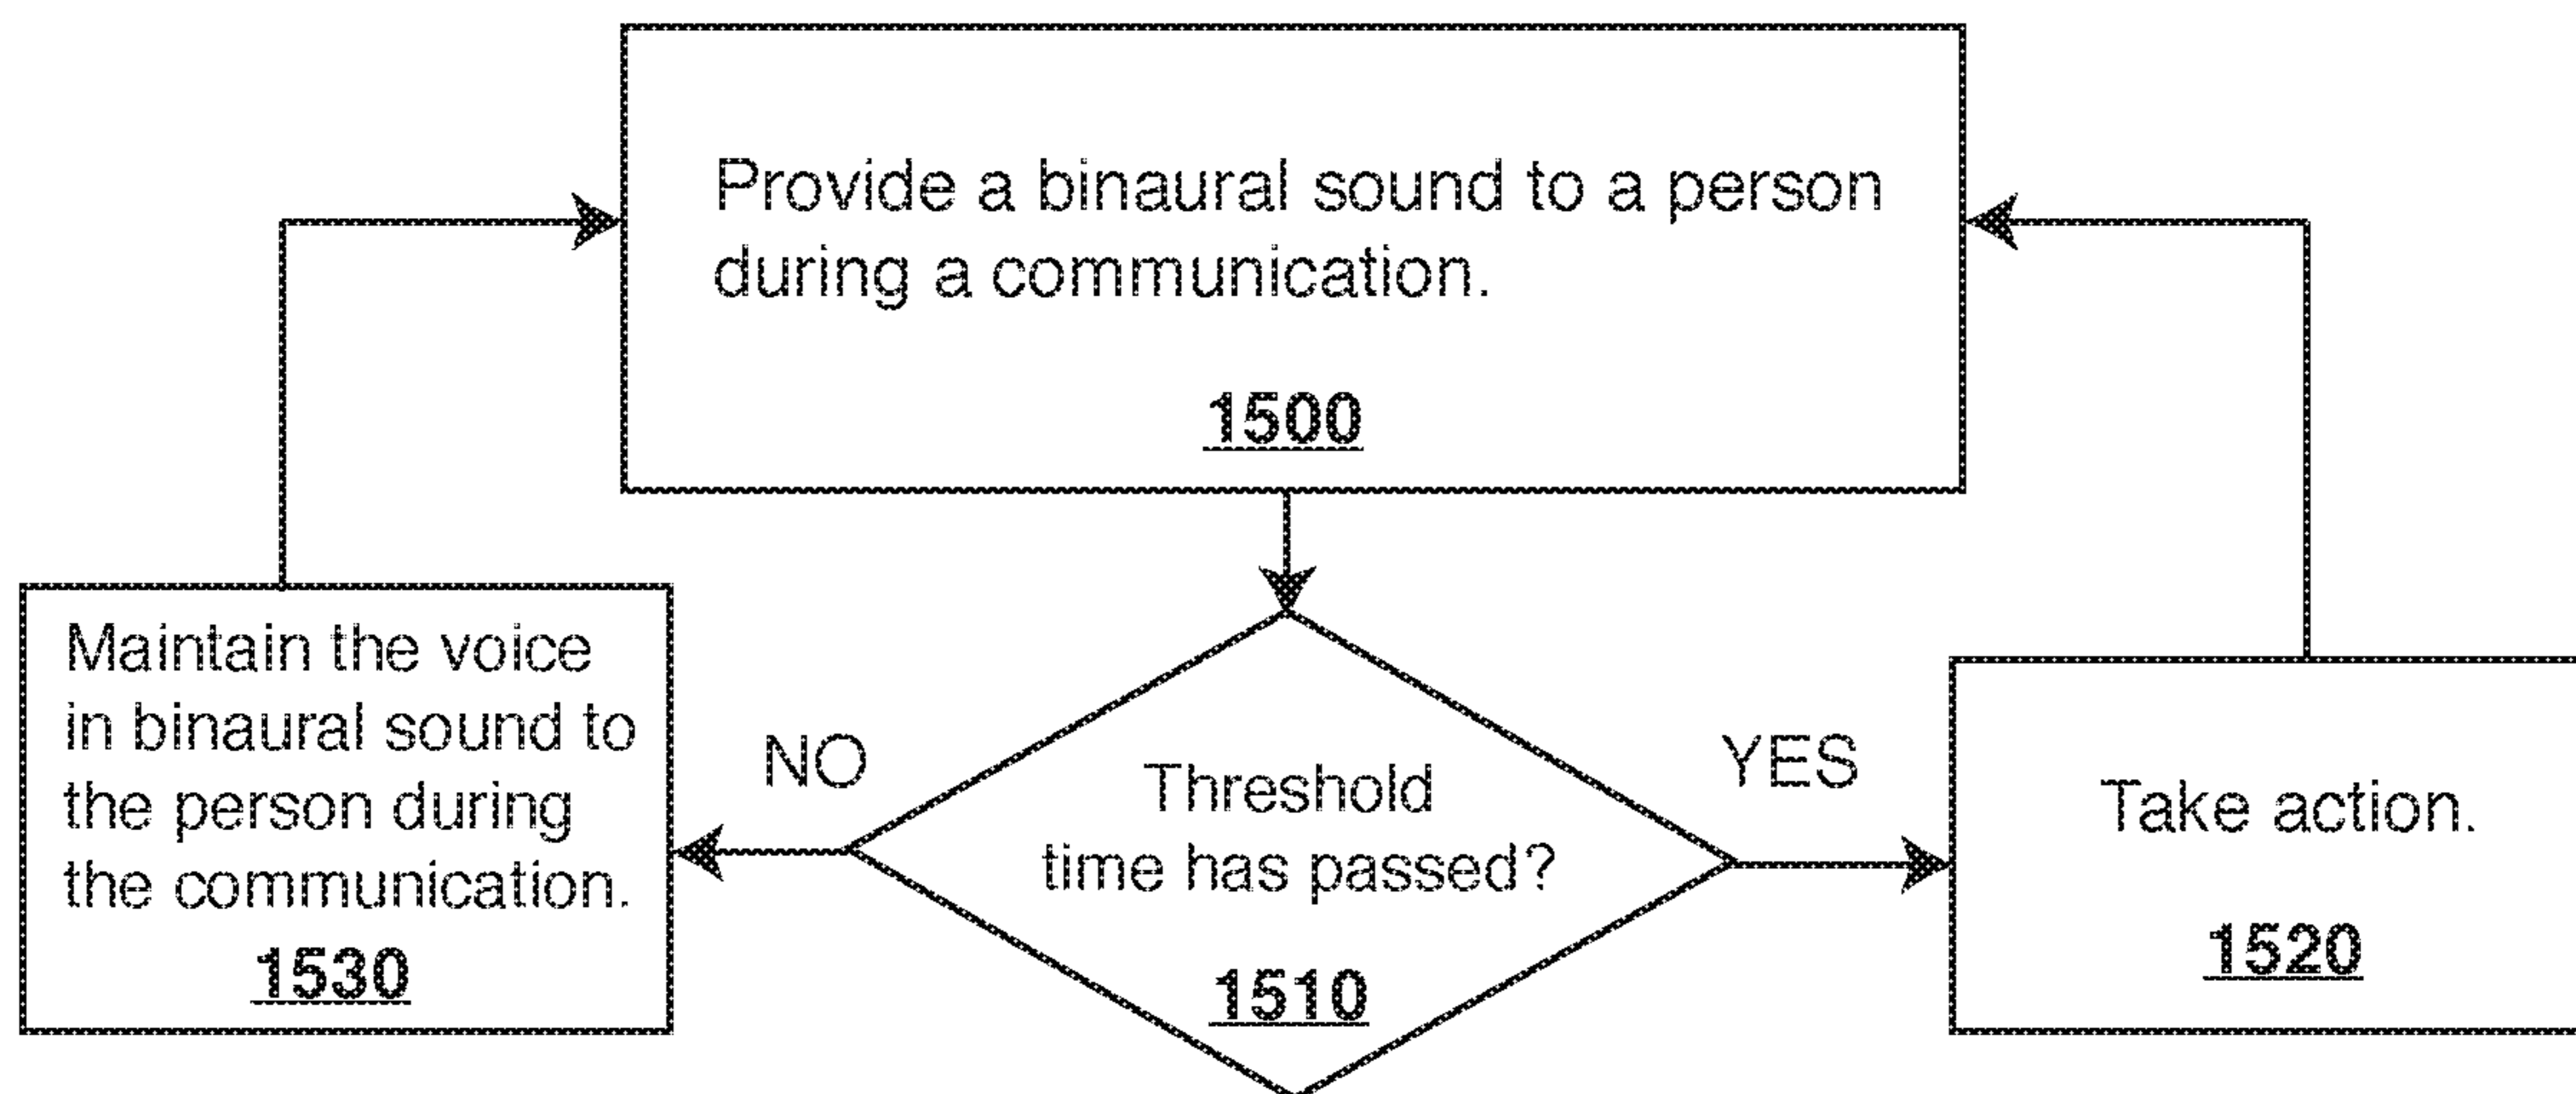 Provide a binaural sound to a person
during a communication.
1500
Maintain the voice
in binaural sound to
the person during
the communication.
1530
NO
Threshold
time has passed?
1510
YES
Take action.
1520